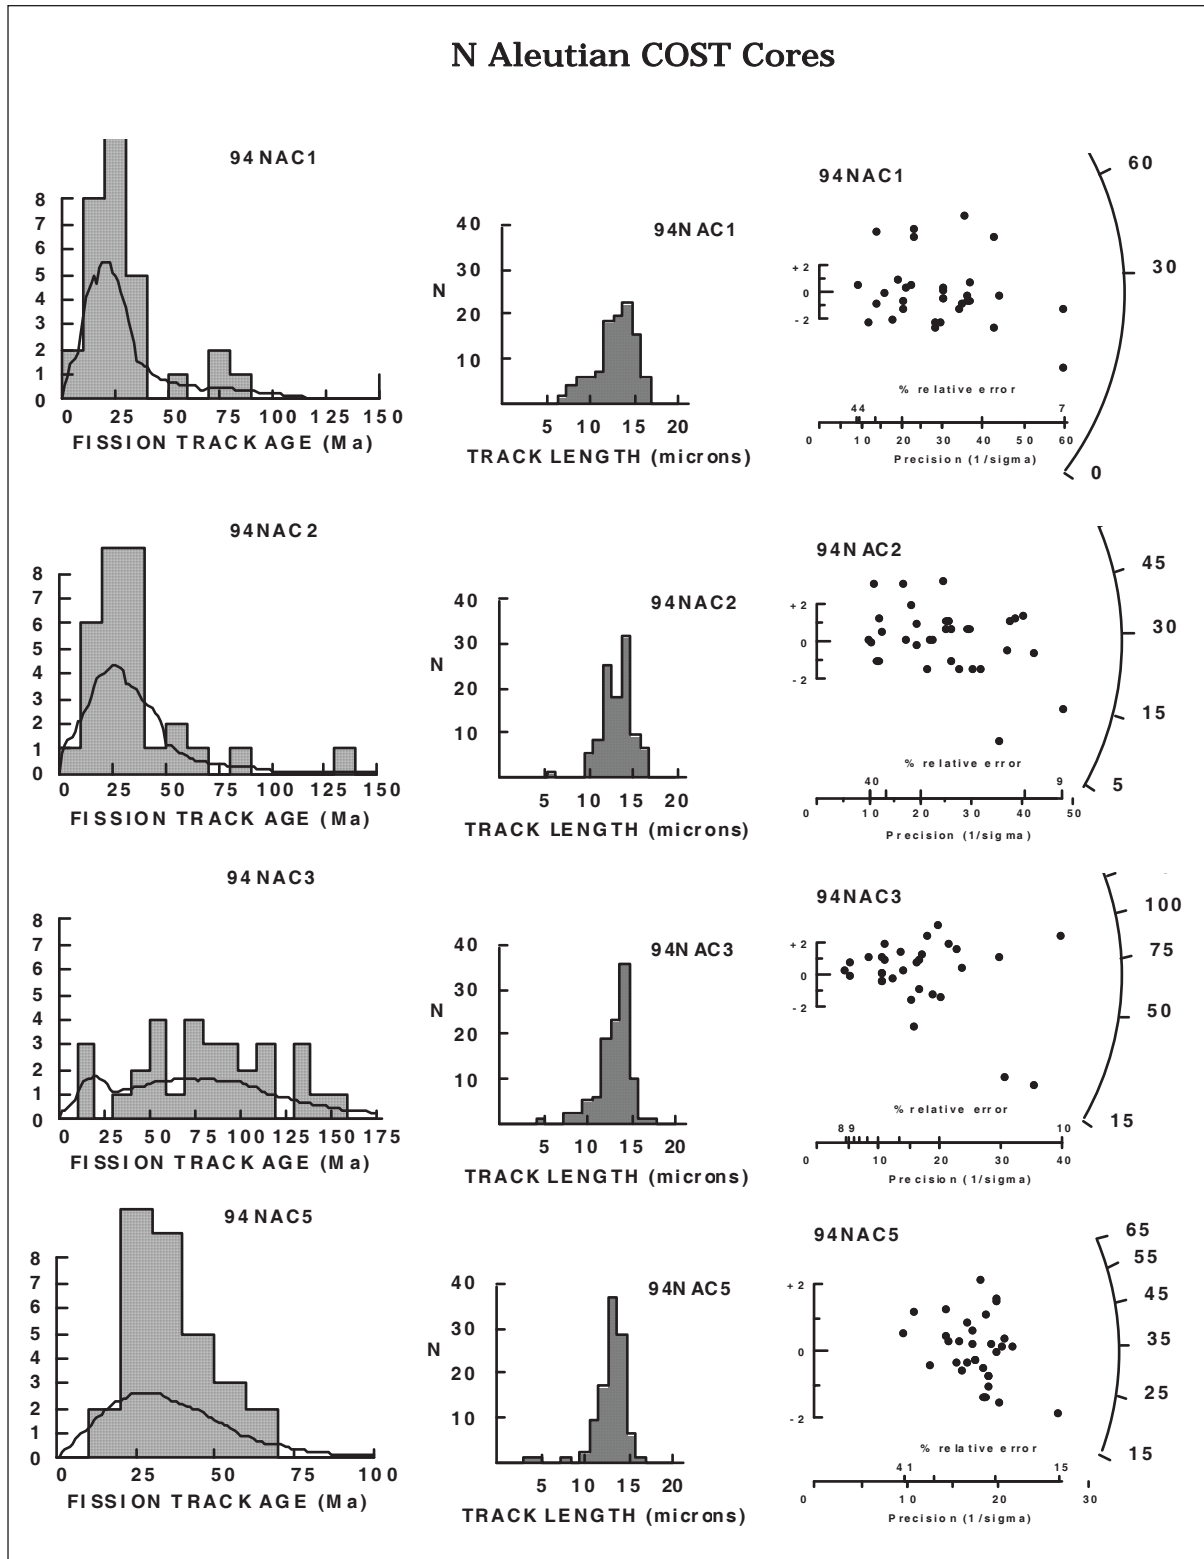 N Aleutian COST Cores
94NAC1
8
7
6
5
4
3
2
1
0
0 25 50 75 100 125 150
FISSION TRACK AGE (Ma)
94NAC1
40
30
N
20
10
5 10 15 20
TRACK LENGTH (microns)
94NAC1
60
30
0
+2
0
-2
% relative error
44 7
0 10 20 30 40 50 60
Precision (1/sigma)
94NAC2
8
7
6
5
4
3
2
1
0
0 25 50 75 100 125 150
FISSION TRACK AGE (Ma)
94NAC2
40
30
N
20
10
5 10 15 20
TRACK LENGTH (microns)
94NAC2
45
30
15
5
+2
0
-2
% relative error
40 9
0 10 20 30 40 50
Precision (1/sigma)
94NAC3
8
7
6
5
4
3
2
1
0
0 25 50 75 100 125 150 175
FISSION TRACK AGE (Ma)
94NAC3
40
30
N
20
10
5 10 15 20
TRACK LENGTH (microns)
94NAC3
100
75
50
15
+2
0
-2
% relative error
89 10
0 10 20 30 40
Precision (1/sigma)
94NAC5
8
7
6
5
4
3
2
1
0
0 25 50 75 100
FISSION TRACK AGE (Ma)
94NAC5
40
30
N
20
10
5 10 15 20
TRACK LENGTH (microns)
94NAC5
65
55
45
35
25
15
+2
0
-2
% relative error
41 15
0 10 20 30
Precision (1/sigma)